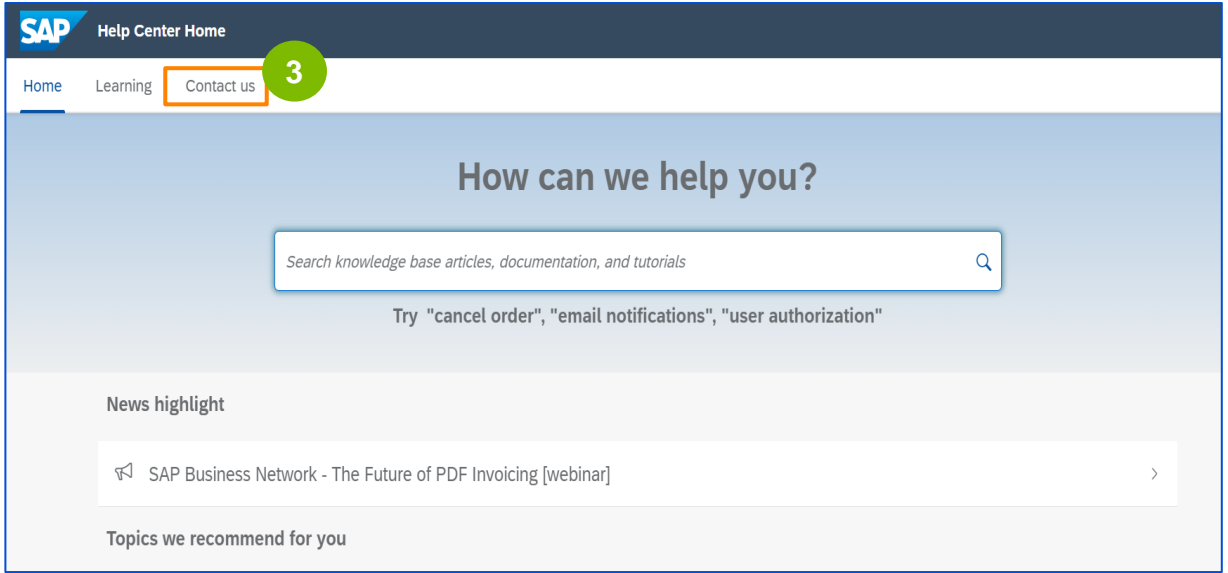 SAP Help Center Home
Home Learning Contact us 3
How can we help you?
Search knowledge base articles, documentation, and tutorials
Try "cancel order", "email notifications", "user authorization"
News highlight
SAP Business Network - The Future of PDF Invoicing [webinar]
Topics we recommend for you